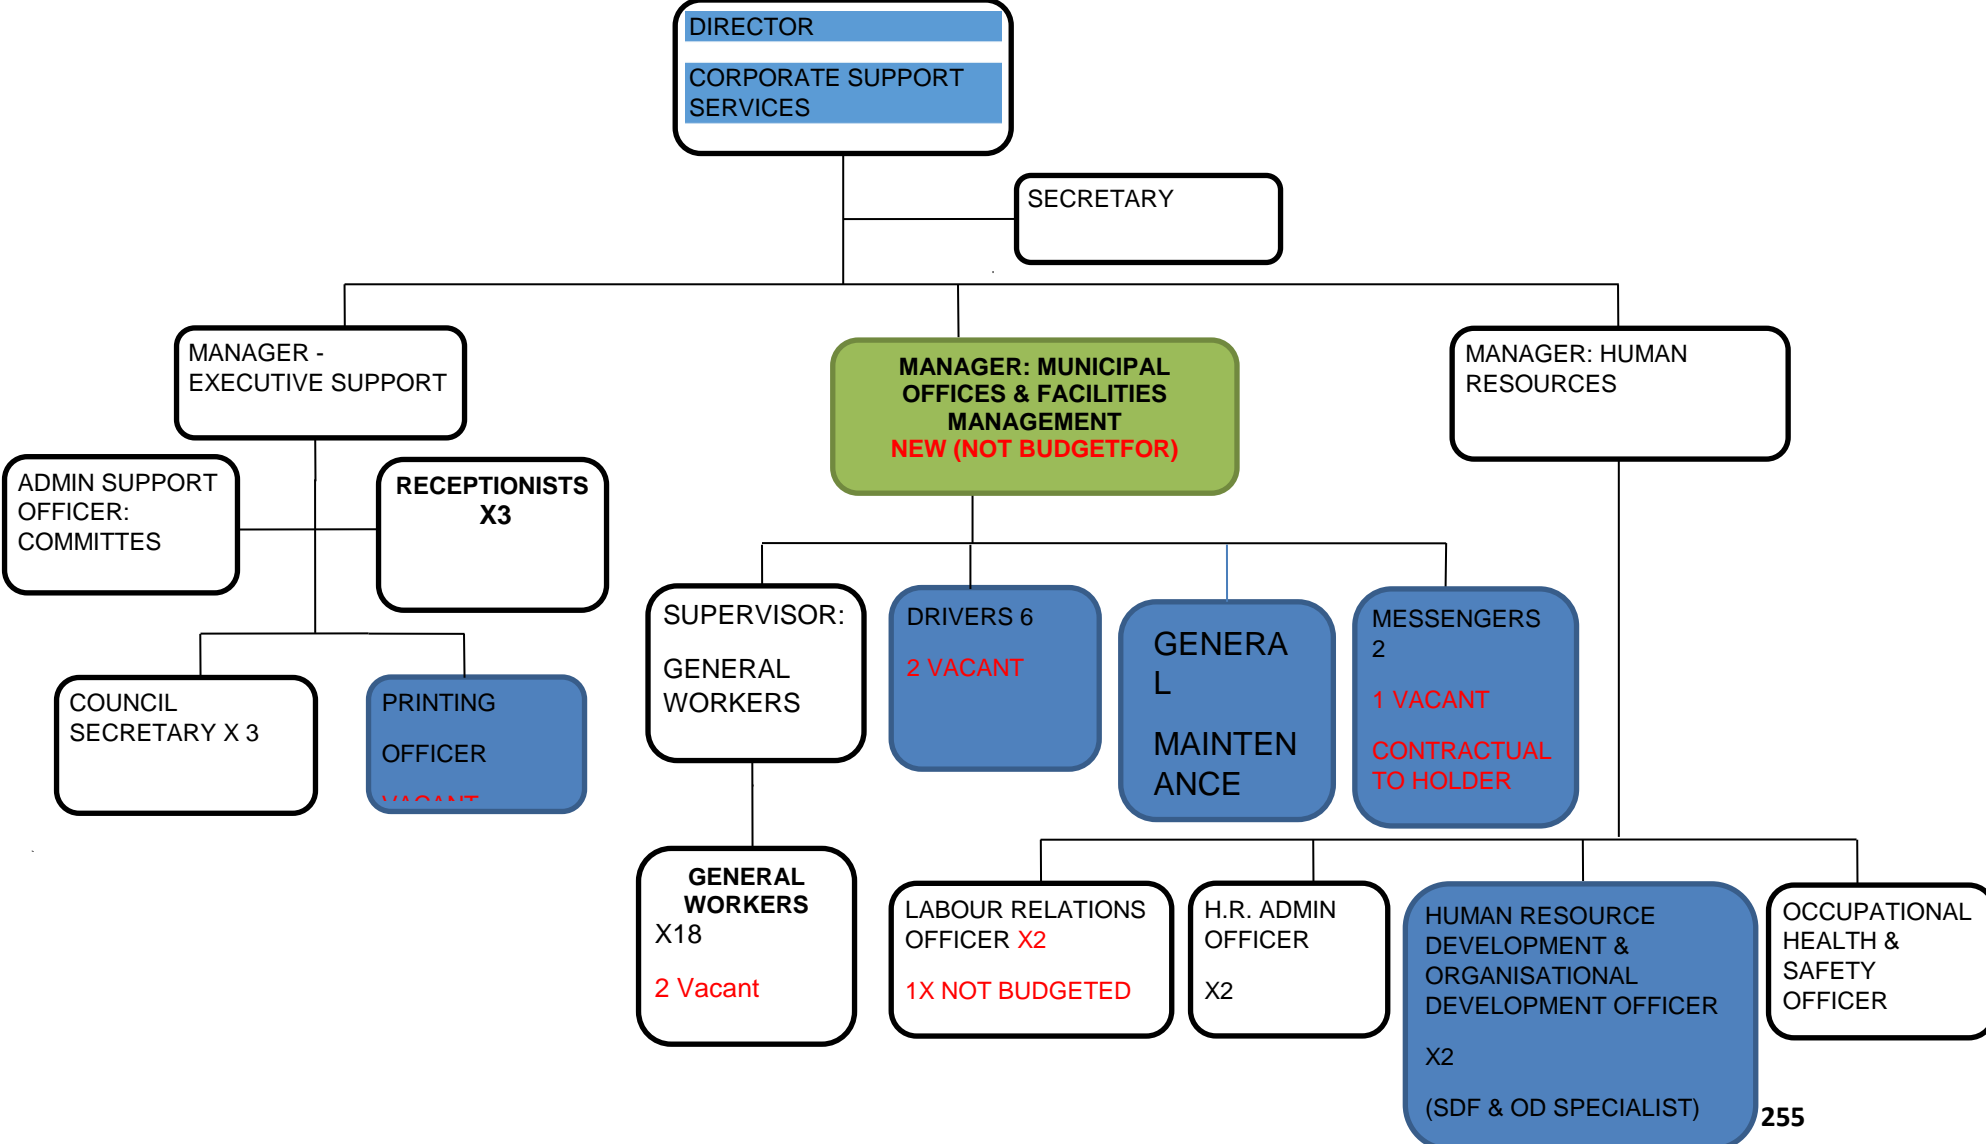 DIRECTOR
CORPORATE SUPPORT
SERVICES
SECRETARY
MANAGER -
EXECUTIVE SUPPORT
MANAGER: MUNICIPAL
OFFICES & FACILITIES
MANAGEMENT
NEW (NOT BUDGETFOR)
MANAGER: HUMAN
RESOURCES
ADMIN SUPPORT
OFFICER:
COMMITTES
RECEPTIONISTS
X3
COUNCIL
SECRETARY X 3
PRINTING
OFFICER
VACANT
SUPERVISOR:
GENERAL
WORKERS
DRIVERS 6
2 VACANT
GENERA
L
MAINTEN
ANCE
MESSENGERS
2
1 VACANT
CONTRACTUAL
TO HOLDER
GENERAL
WORKERS
X18
2 Vacant
LABOUR RELATIONS
OFFICER X2
1X NOT BUDGETED
H.R. ADMIN
OFFICER
X2
HUMAN RESOURCE
DEVELOPMENT &
ORGANISATIONAL
DEVELOPMENT OFFICER
X2
(SDF & OD SPECIALIST)
OCCUPATIONAL
HEALTH &
SAFETY
OFFICER
255